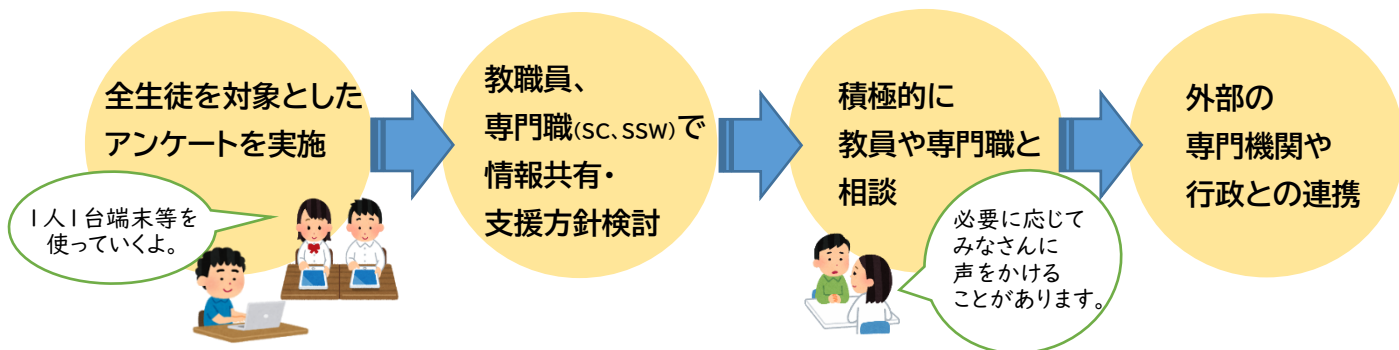 全生徒を対象とした
アンケートを実施
1人1台端末等を
使っていくよ。
教職員、
専門職(SC、SSW)で
情報共有・
支援方針検討
積極的に
教員や専門職と
相談
必要に応じて
みなさんに
声をかける
ことがあります。
外部の
専門機関や
行政との連携